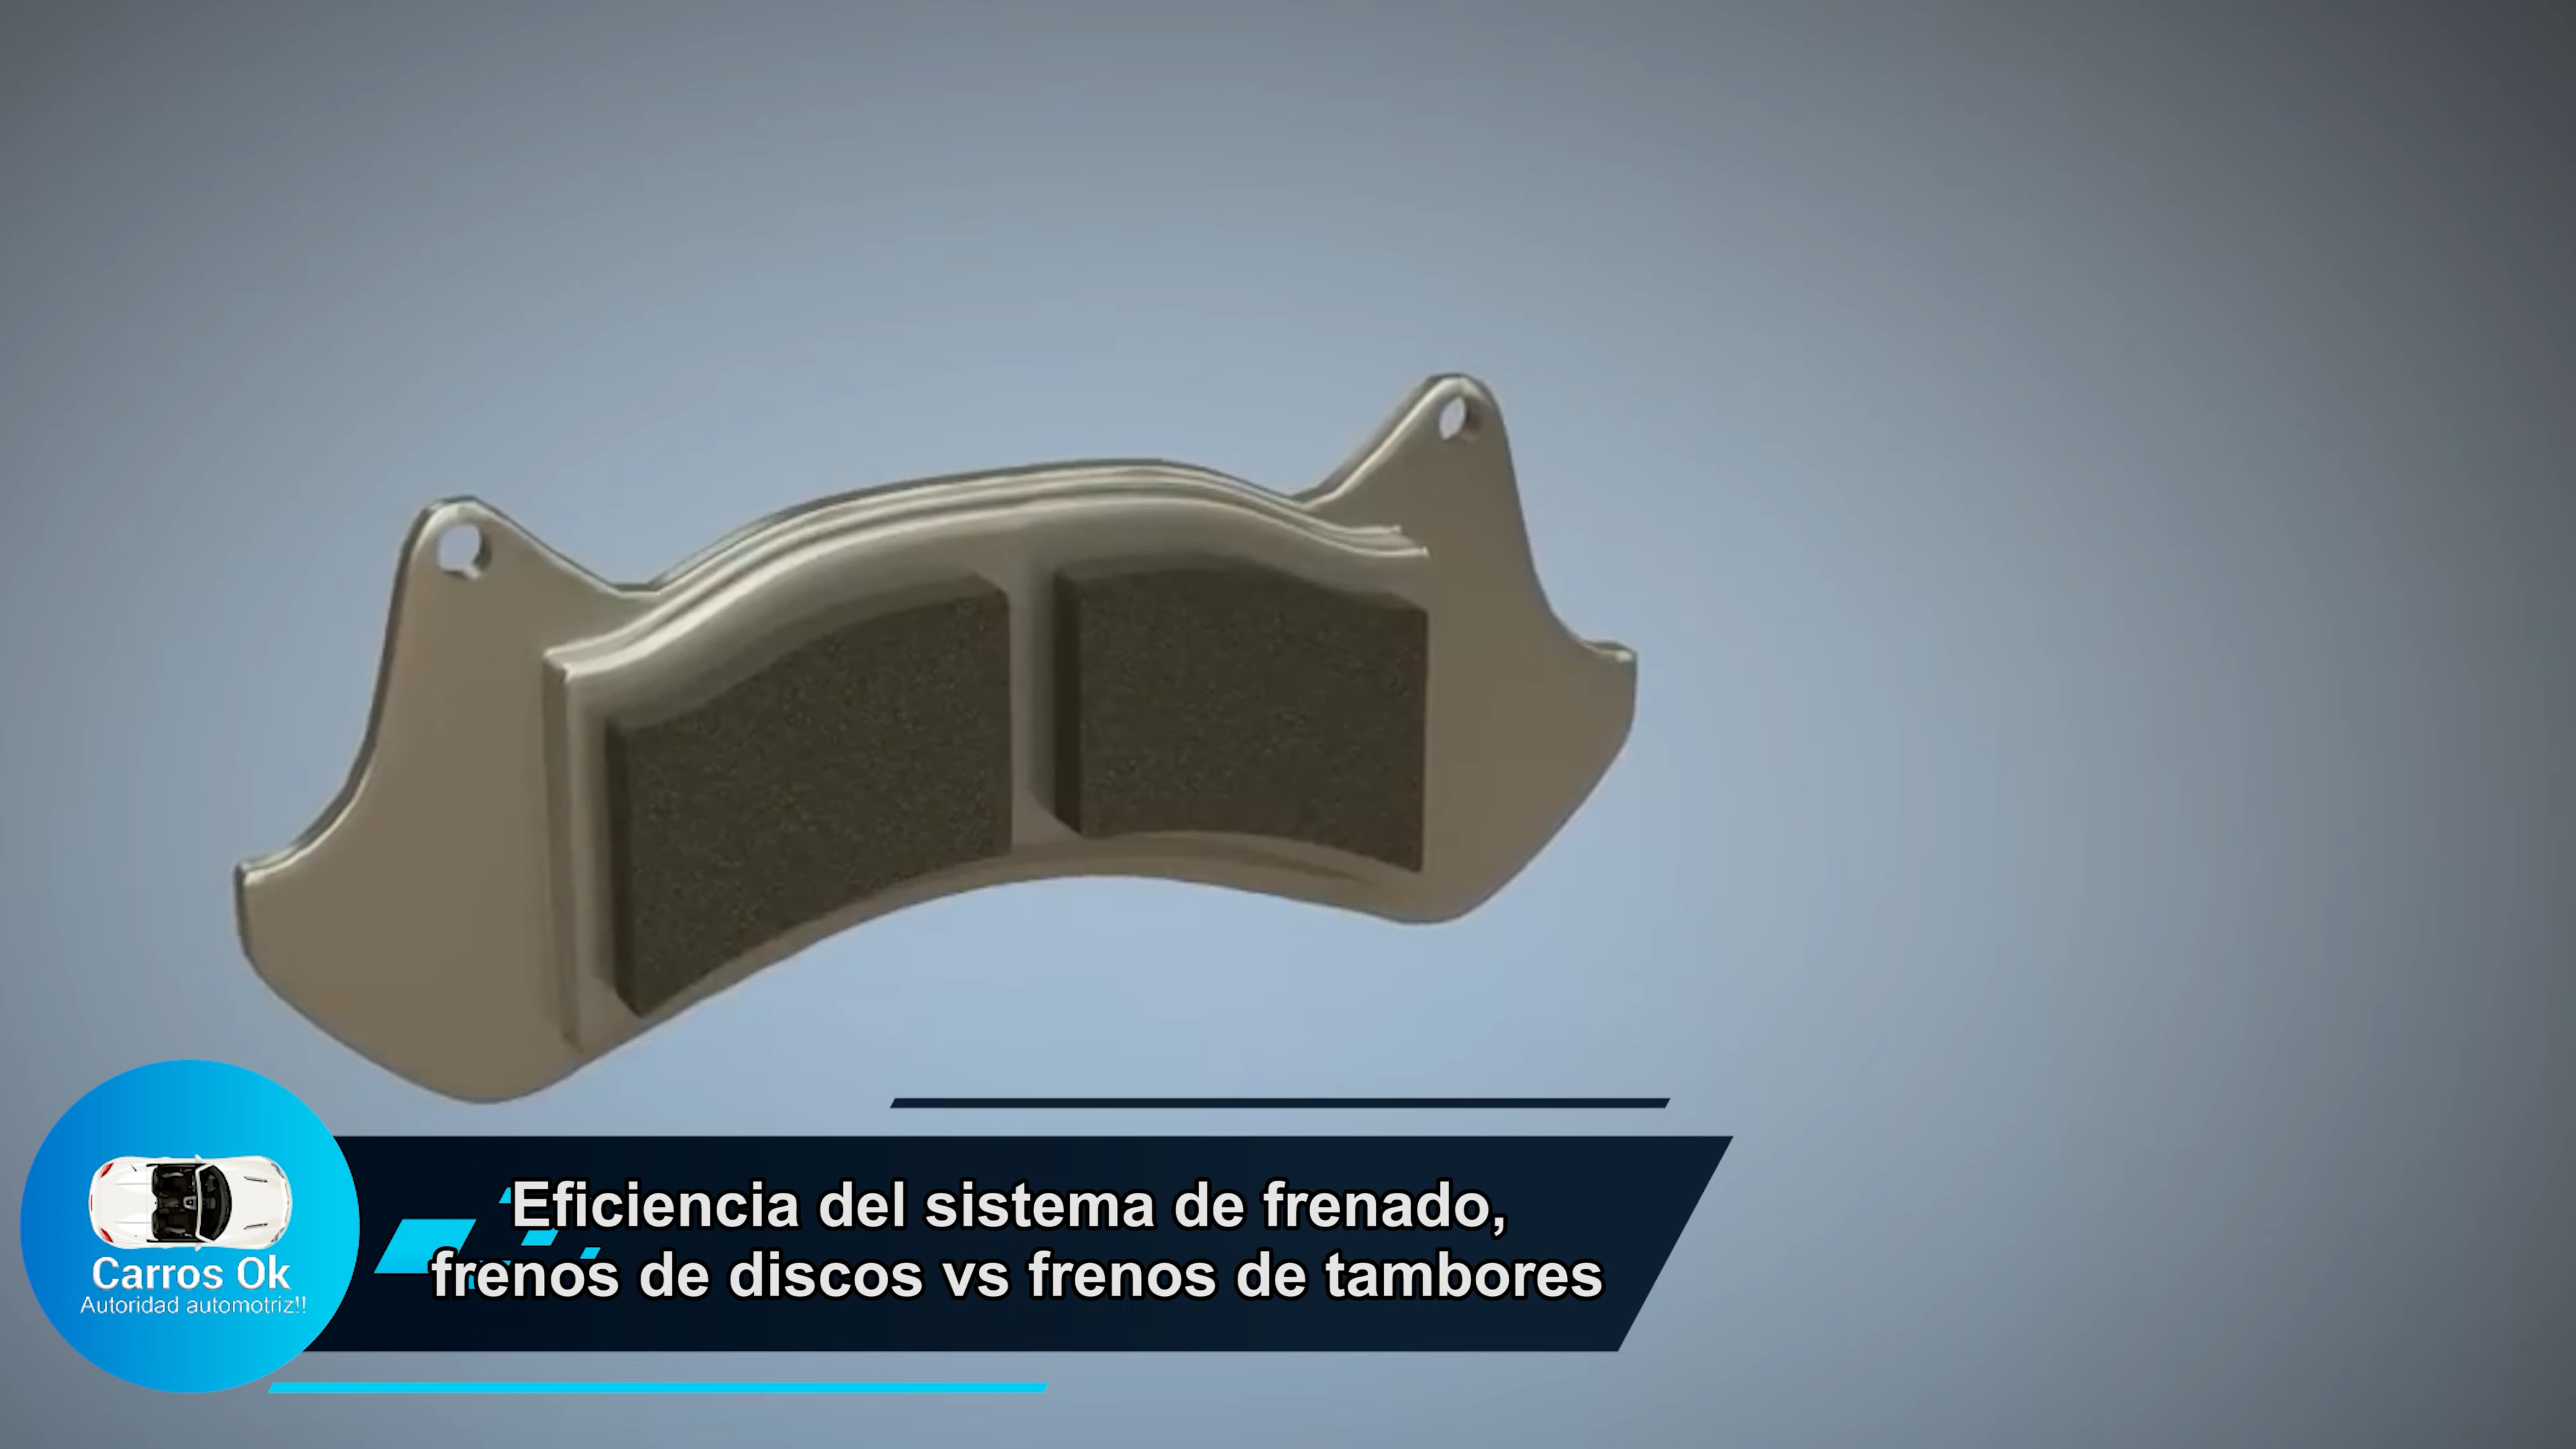 Eficiencia del sistema de frenado,
frenos de discos vs frenos de tambores
Carros Ok
Autoridad automotriz!!